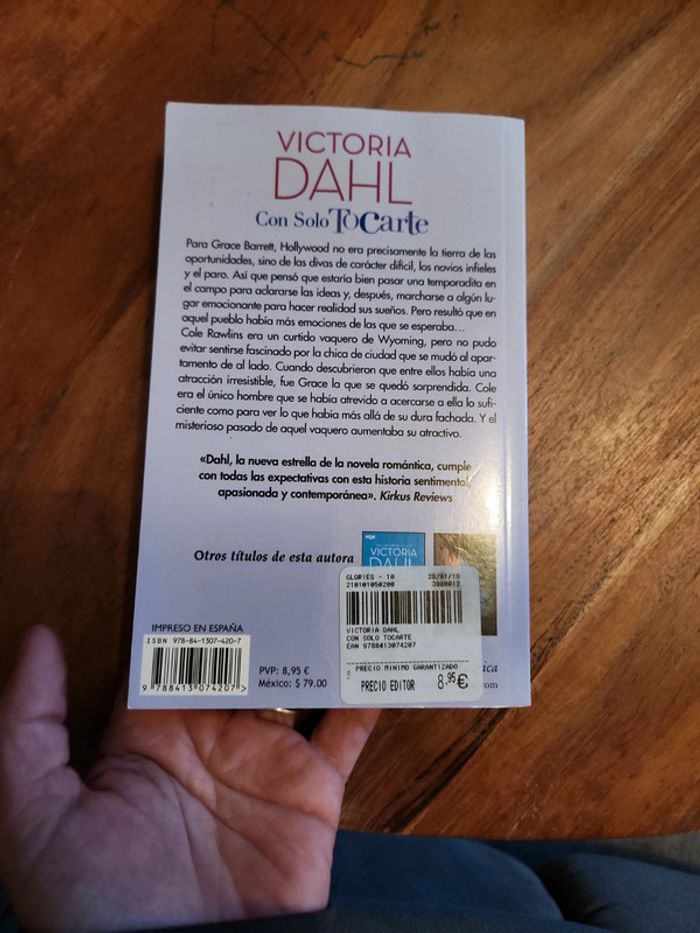 VICTORIA
DAHL
Con Solo Tocarte
Para Grace Barrett, Hollywood no era precisamente la tierra de las
oportunidades, sino de las divas de carácter difícil, los novios infieles
y el paro. Así que pensó que estaría bien pasar una temporadita en
el campo para aclararse las ideas y, después, marcharse a algún lu-
gar emocionante para hacer realidad sus sueños. Pero resultó que en
aquel pueblo había más emociones de las que se esperaba...
Cole Rawlins era un curtido vaquero de Wyoming, pero no pudo
evitar sentirse fascinado por la chica de ciudad que se mudó al apar-
tamento de al lado. Cuando descubrieron que entre ellos había una
atracción irresistible, fue Grace la que se quedó sorprendida. Cole
era el único hombre que se había atrevido a acercarse a ella lo sufi-
ciente como para ver lo que había más allá de su dura fachada. Y el
misterioso pasado de aquel vaquero aumentaba su atractivo.
«Dahl, la nueva estrella de la novela romántica, cumple
con todas las expectativas con esta historia sentimental,
apasionada y contemporánea». Kirkus Reviews
Otros títulos de esta autora
HQN
VICTORIA
DAHL
GLORIES - 10 28/01/19
210101050200 3000012
VICTORIA DAHL
CON SOLO TOCARTE
EAN 9788413074207
PRECIO MINIMO GARANTIZADO
PRECIO EDITOR 8,95€
IMPRESO EN ESPAÑA
ISBN 978-84-1307-420-7
9 788413 074207 >
PVP: 8,95 €
México: $ 79.00